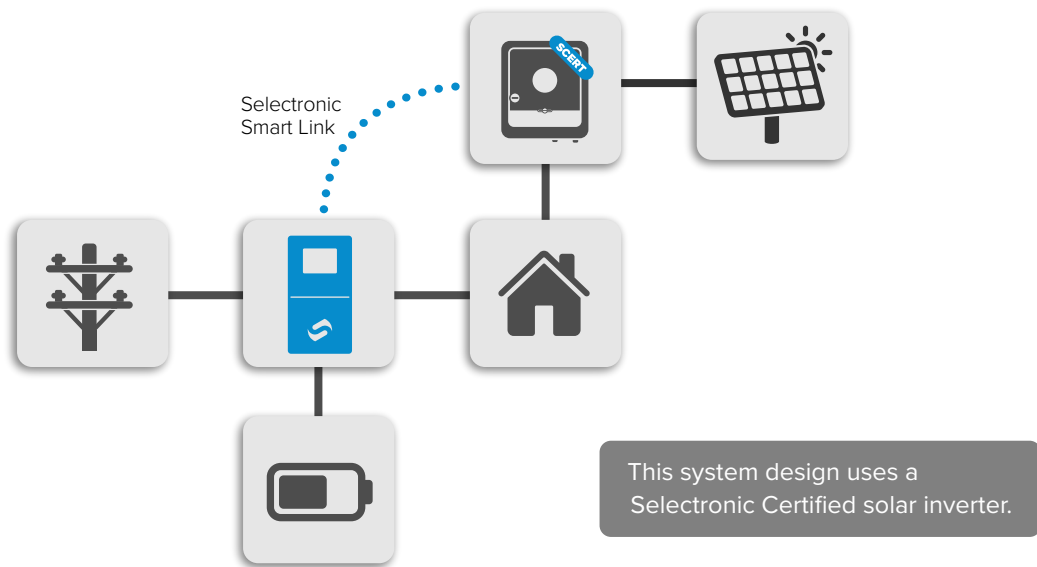 SCERT
Selectronic
Smart Link
This system design uses a
Selectronic Certified solar inverter.